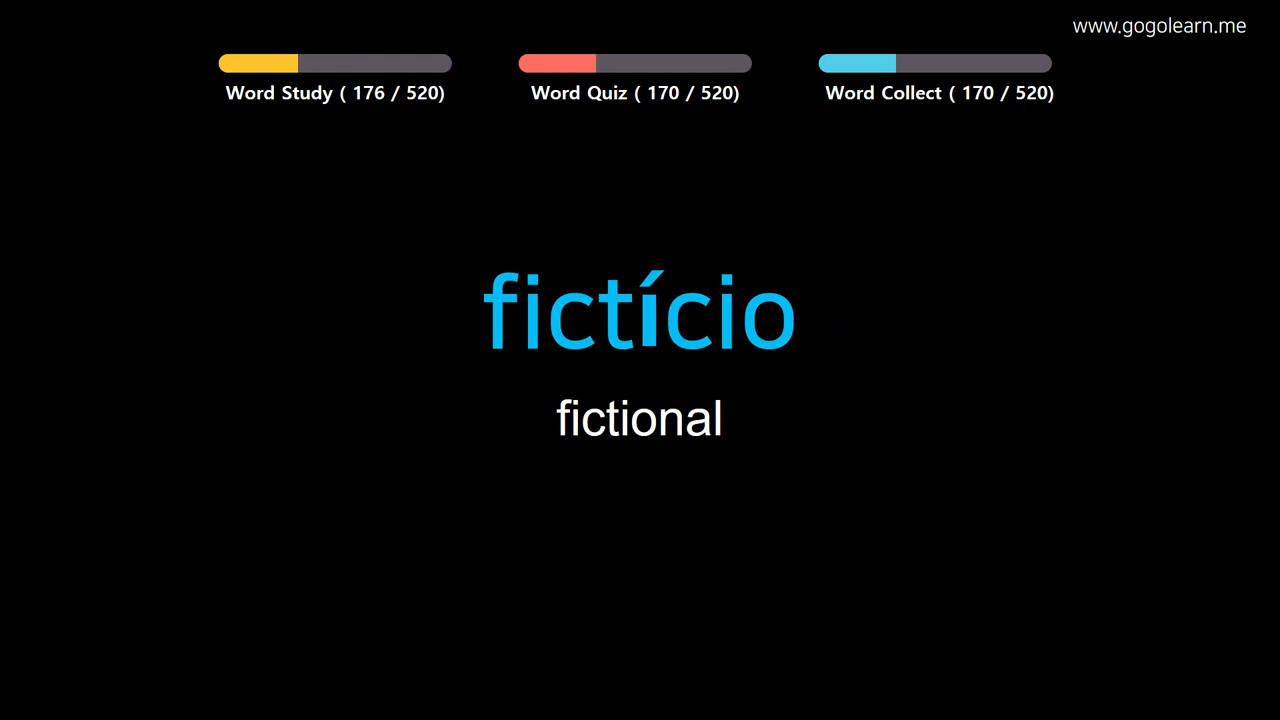 www.gogolearn.me
Word Study ( 176 / 520)
Word Quiz ( 170 / 520)
Word Collect ( 170 / 520)
fictício
fictional